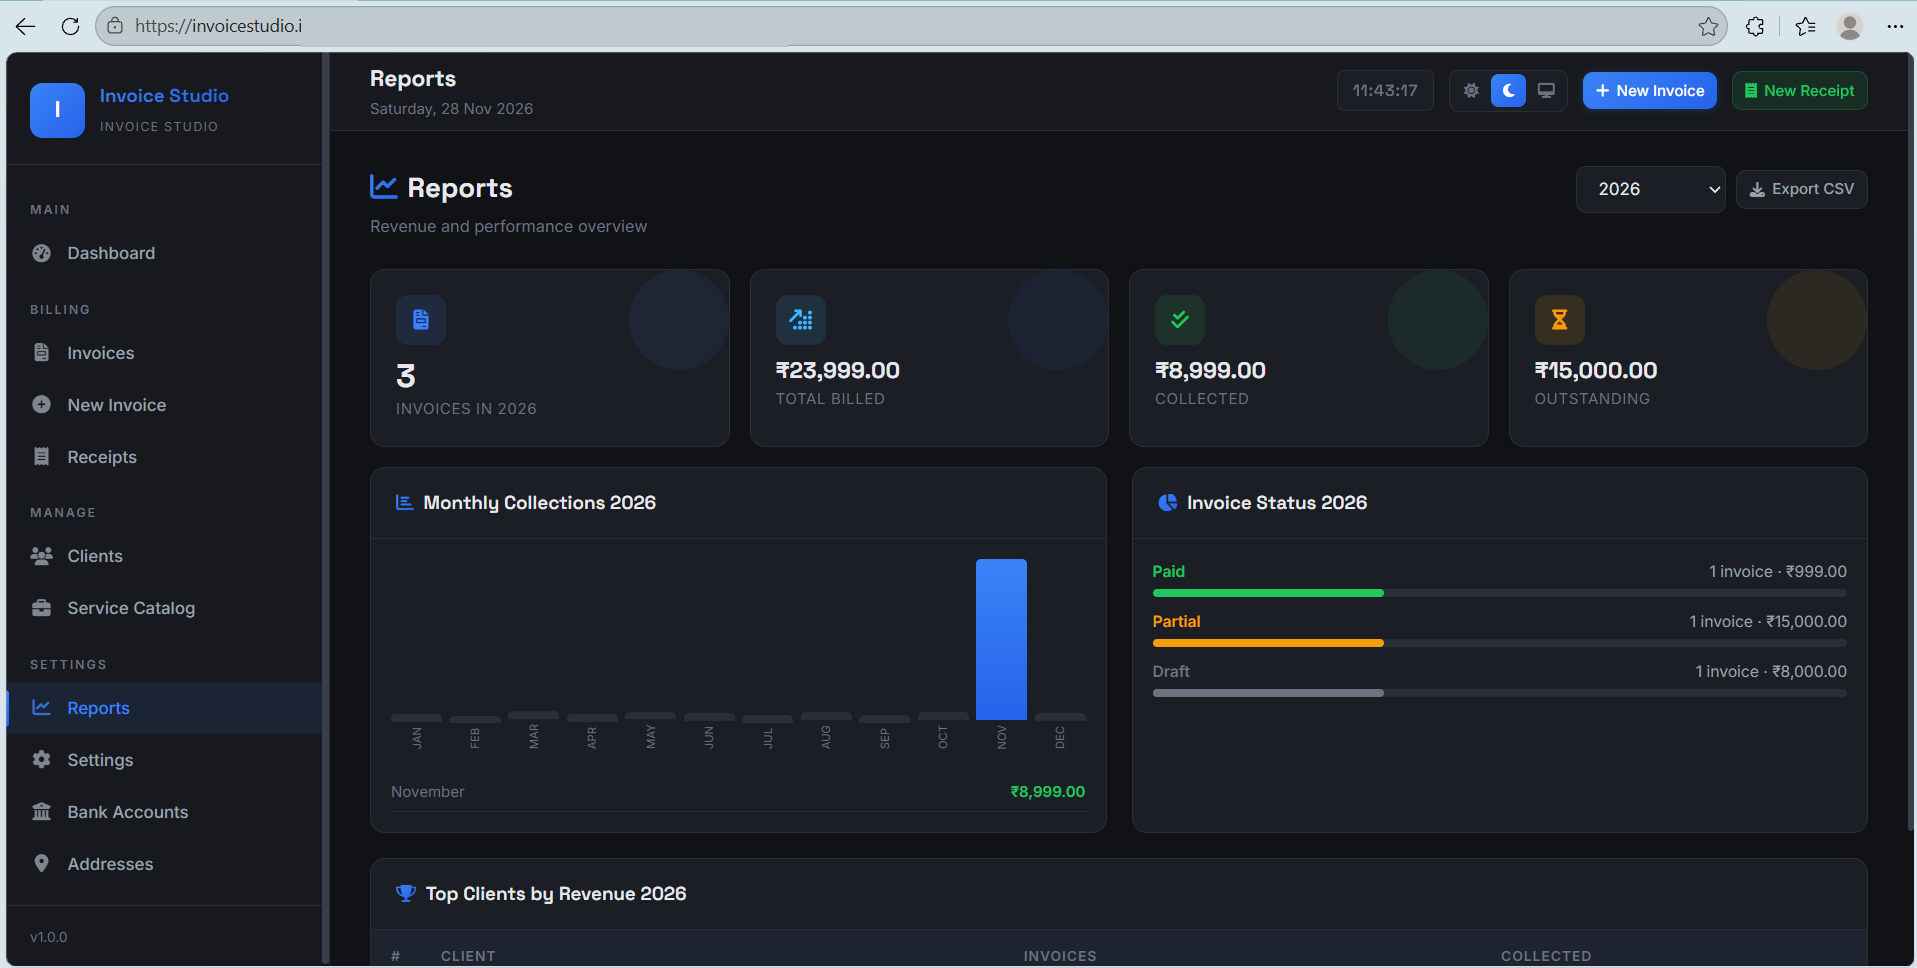 https://invoicestudio.i
I
Invoice Studio
INVOICE STUDIO
MAIN
Dashboard
BILLING
Invoices
New Invoice
Receipts
MANAGE
Clients
Service Catalog
SETTINGS
Reports
Settings
Bank Accounts
Addresses
v1.0.0
Reports
Saturday, 28 Nov 2026
11:43:17
New Invoice
New Receipt
Reports
Revenue and performance overview
2026
Export CSV
3
INVOICES IN 2026
₹23,999.00
TOTAL BILLED
₹8,999.00
COLLECTED
₹15,000.00
OUTSTANDING
Monthly Collections 2026
JAN
FEB
MAR
APR
MAY
JUN
JUL
AUG
SEP
OCT
NOV
DEC
November ₹8,999.00
Invoice Status 2026
Paid 1 invoice · ₹999.00
Partial 1 invoice · ₹15,000.00
Draft 1 invoice · ₹8,000.00
Top Clients by Revenue 2026
# CLIENT INVOICES COLLECTED